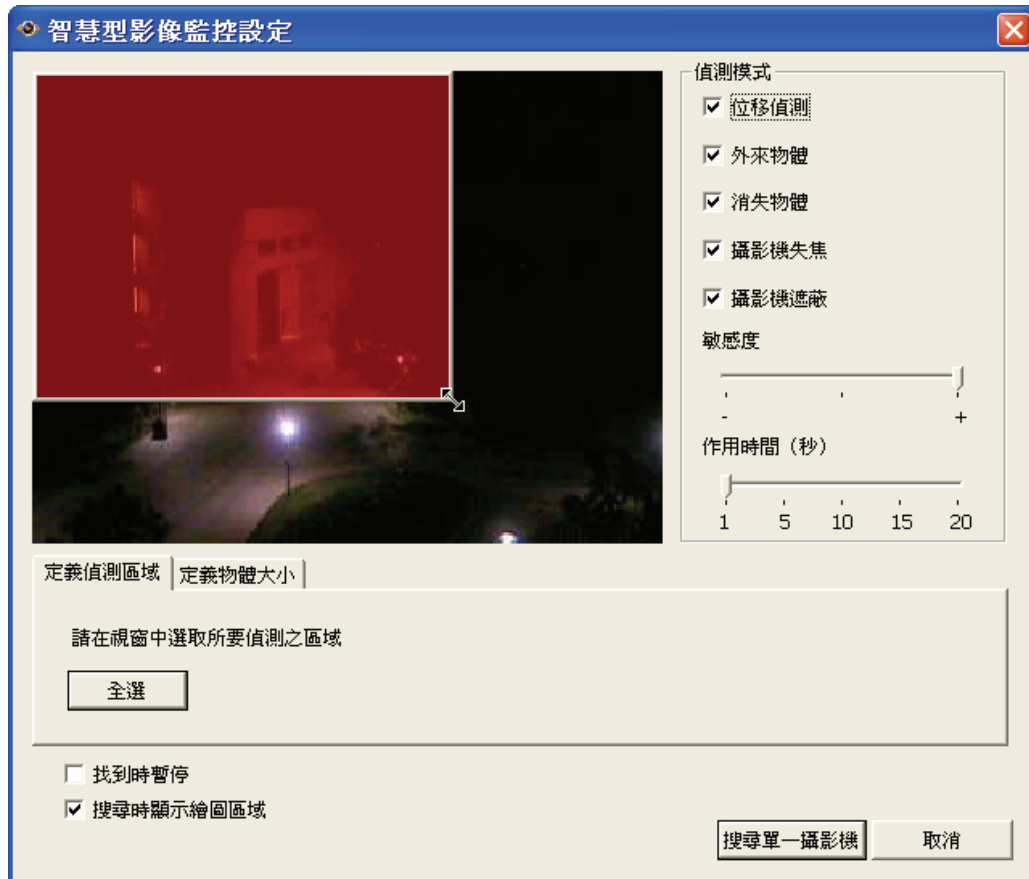 智慧型影像監控設定
偵測模式
位移偵測
外來物體
消失物體
攝影機失焦
攝影機遮蔽
敏感度
- +
作用時間（秒）
1 5 10 15 20
定義偵測區域 定義物體大小
請在視窗中選取所要偵測之區域
全選
找到時暫停
搜尋時顯示繪圖區域
搜尋單一攝影機 取消